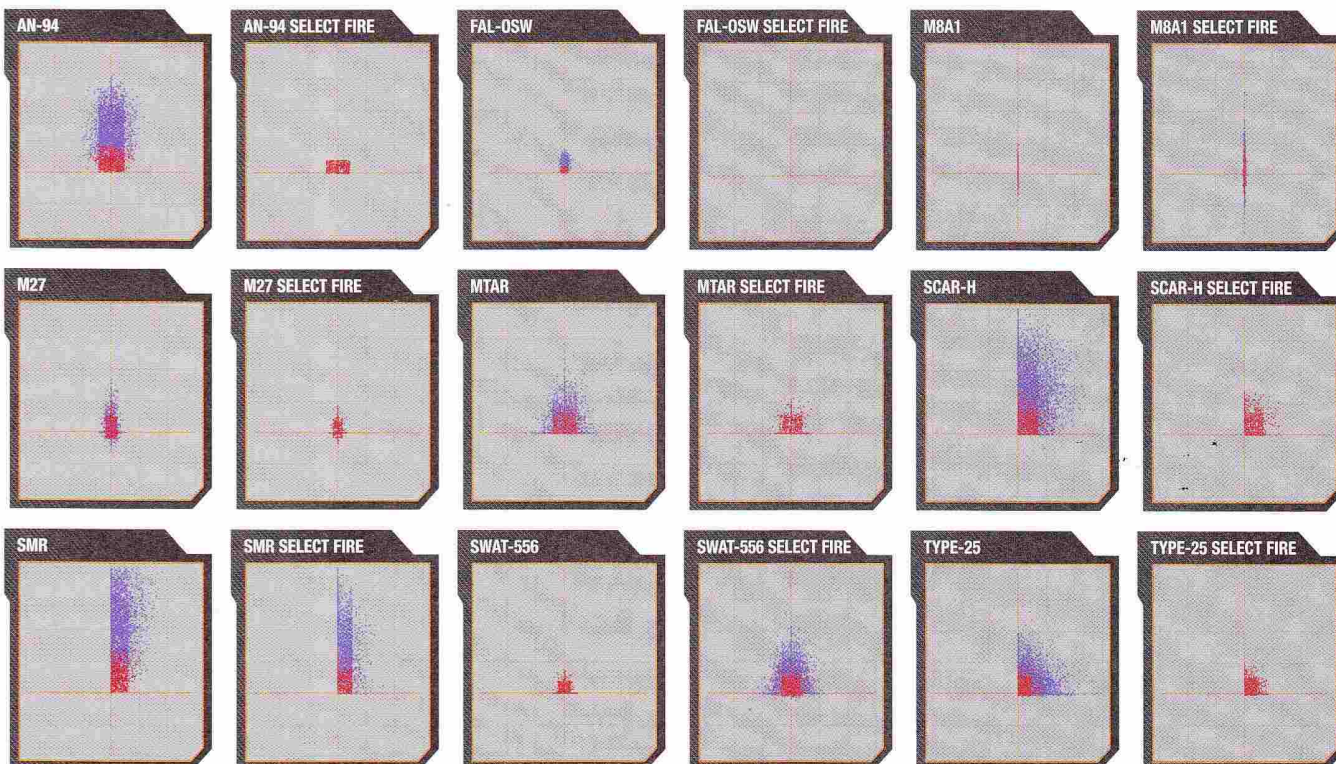 AN-94
AN-94 SELECT FIRE
FAL-OSW
FAL-OSW SELECT FIRE
M8A1
M8A1 SELECT FIRE
M27
M27 SELECT FIRE
MTAR
MTAR SELECT FIRE
SCAR-H
SCAR-H SELECT FIRE
SMR
SMR SELECT FIRE
SWAT-556
SWAT-556 SELECT FIRE
TYPE-25
TYPE-25 SELECT FIRE